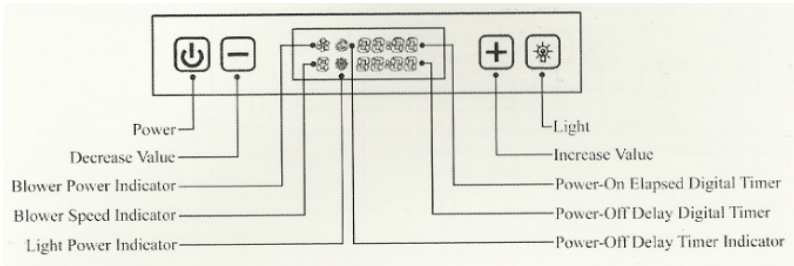 Power
Decrease Value
Blower Power Indicator
Blower Speed Indicator
Light Power Indicator
Light
Increase Value
Power-On Elapsed Digital Timer
Power-Off Delay Digital Timer
Power-Off Delay Timer Indicator